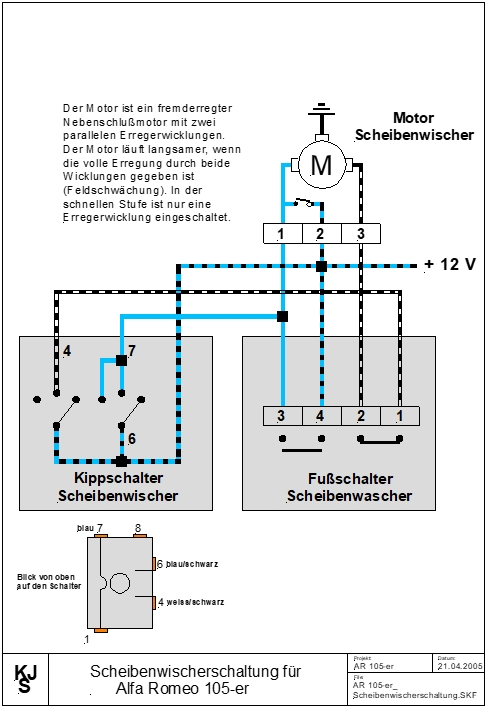 Der Motor ist ein fremderregter
Nebenschlußmotor mit zwei
parallelen Erregerwicklungen.
Der Motor läuft langsamer, wenn
die volle Erregung durch beide
Wicklungen gegeben ist
(Feldschwächung). In der
schnellen Stufe ist nur eine
Erregerwicklung eingeschaltet.
Motor
Scheibenwischer
M
1 2 3
+ 12 V
4 7
6
3 4 2 1
Kippschalter
Scheibenwischer
Fußschalter
Scheibenwascher
blau 7 8
6 blau/schwarz
Blick von oben
auf den Schalter
4 weiss/schwarz
1
KJ
S
Scheibenwischerschaltung für
Alfa Romeo 105-er
Projekt:
AR 105-er
Datum:
21.04.2005
File:
AR 105-er_
Scheibenwischerschaltung.SKF